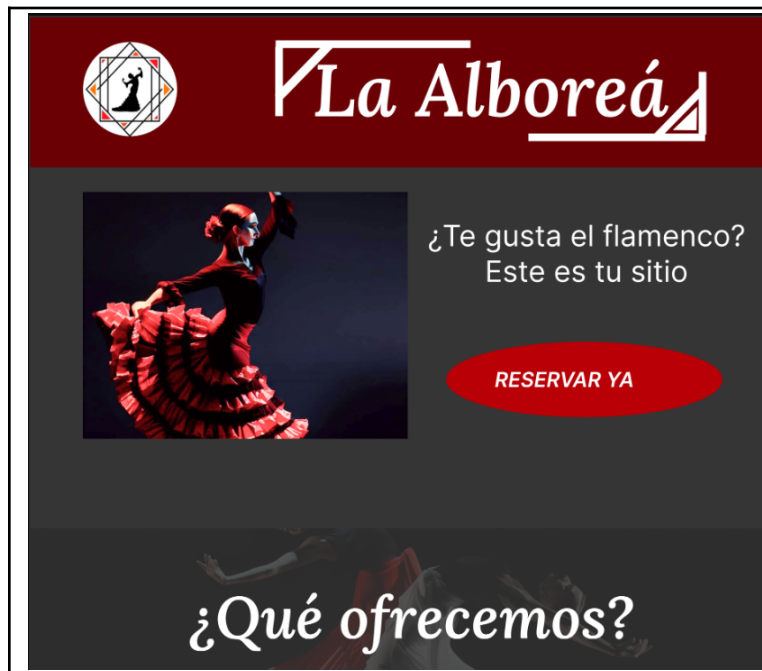 La Alboreá
¿Te gusta el flamenco?
Este es tu sitio
RESERVAR YA
¿Qué ofrecemos?